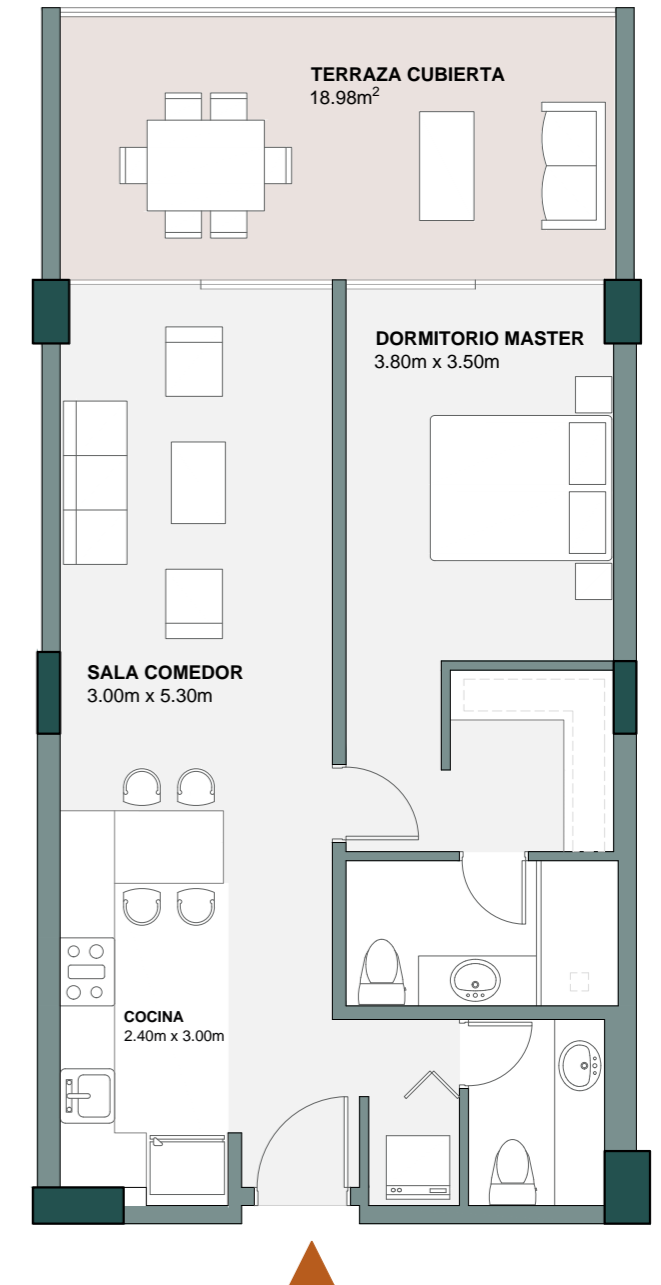 TERRAZA CUBIERTA
18.98m²
DORMITORIO MASTER
3.80m x 3.50m
SALA COMEDOR
3.00m x 5.30m
COCINA
2.40m x 3.00m